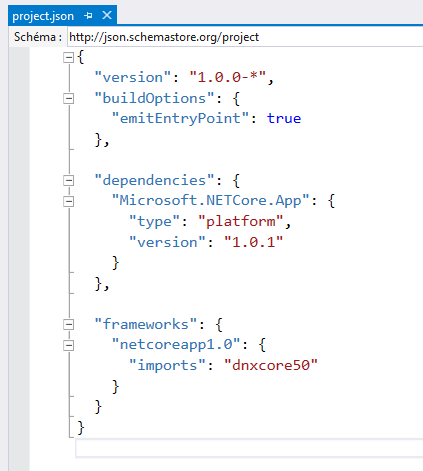 project.json
Schéma: http://json.schemastore.org/project
{
"version": "1.0.0-*",
"buildOptions": {
"emitEntryPoint": true
},
"dependencies": {
"Microsoft.NETCore.App": {
"type": "platform",
"version": "1.0.1"
}
},
"frameworks": {
"netcoreapp1.0": {
"imports": "dnxcore50"
}
}
}